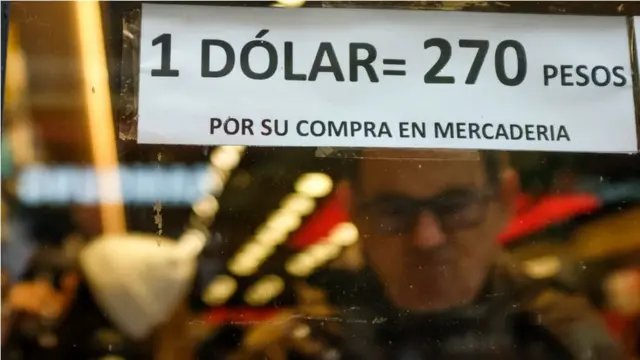 1 DÓLAR= 270 PESOS
POR SU COMPRA EN MERCADERIA